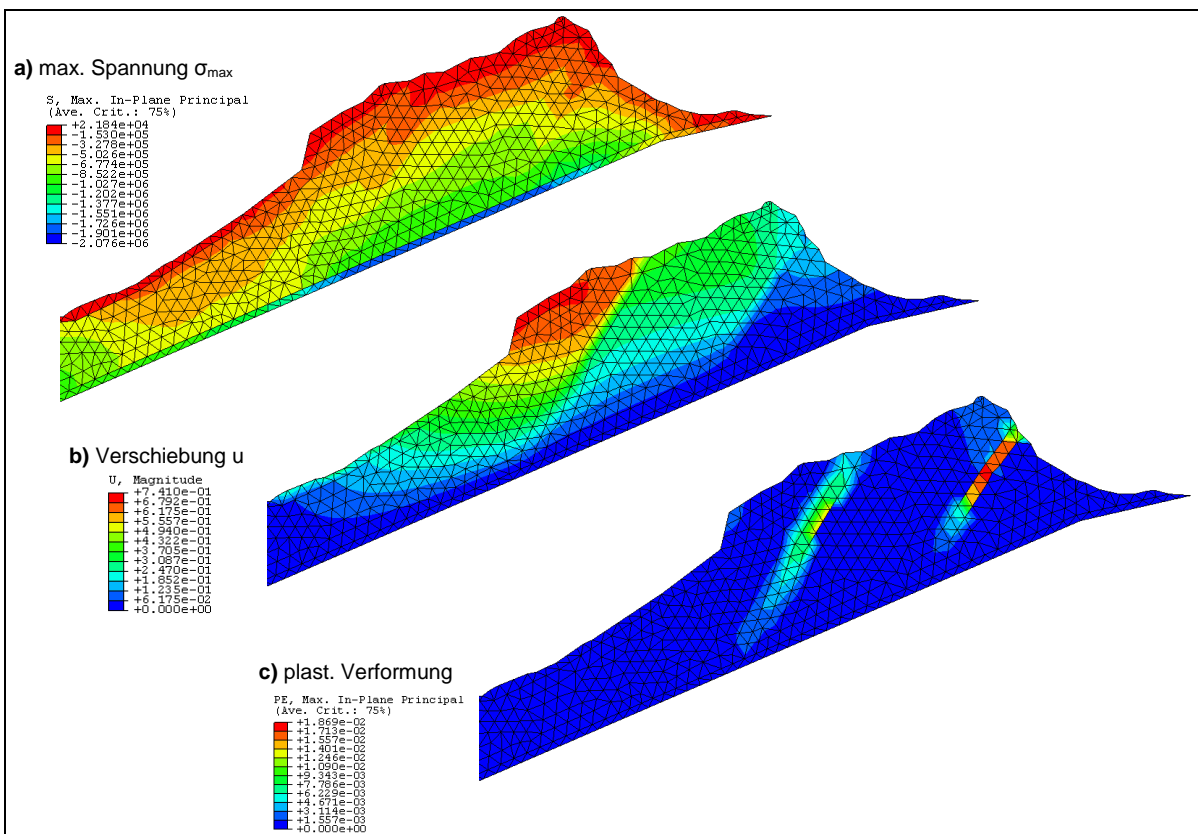 a) max. Spannung σmax
S, Max. In-Plane Principal
(Ave. Crit.: 75%)
+2.184e+04
-1.530e+05
-3.278e+05
-5.026e+05
-6.774e+05
-8.522e+05
-1.027e+06
-1.202e+06
-1.377e+06
-1.551e+06
-1.726e+06
-1.901e+06
-2.076e+06
b) Verschiebung u
U, Magnitude
+7.410e-01
+6.792e-01
+6.175e-01
+5.557e-01
+4.940e-01
+4.322e-01
+3.705e-01
+3.087e-01
+2.470e-01
+1.852e-01
+1.235e-01
+6.175e-02
+0.000e+00
c) plast. Verformung
PE, Max. In-Plane Principal
(Ave. Crit.: 75%)
+1.869e-02
+1.713e-02
+1.557e-02
+1.401e-02
+1.246e-02
+1.090e-02
+9.343e-03
+7.786e-03
+6.229e-03
+4.671e-03
+3.114e-03
+1.557e-03
+0.000e+00